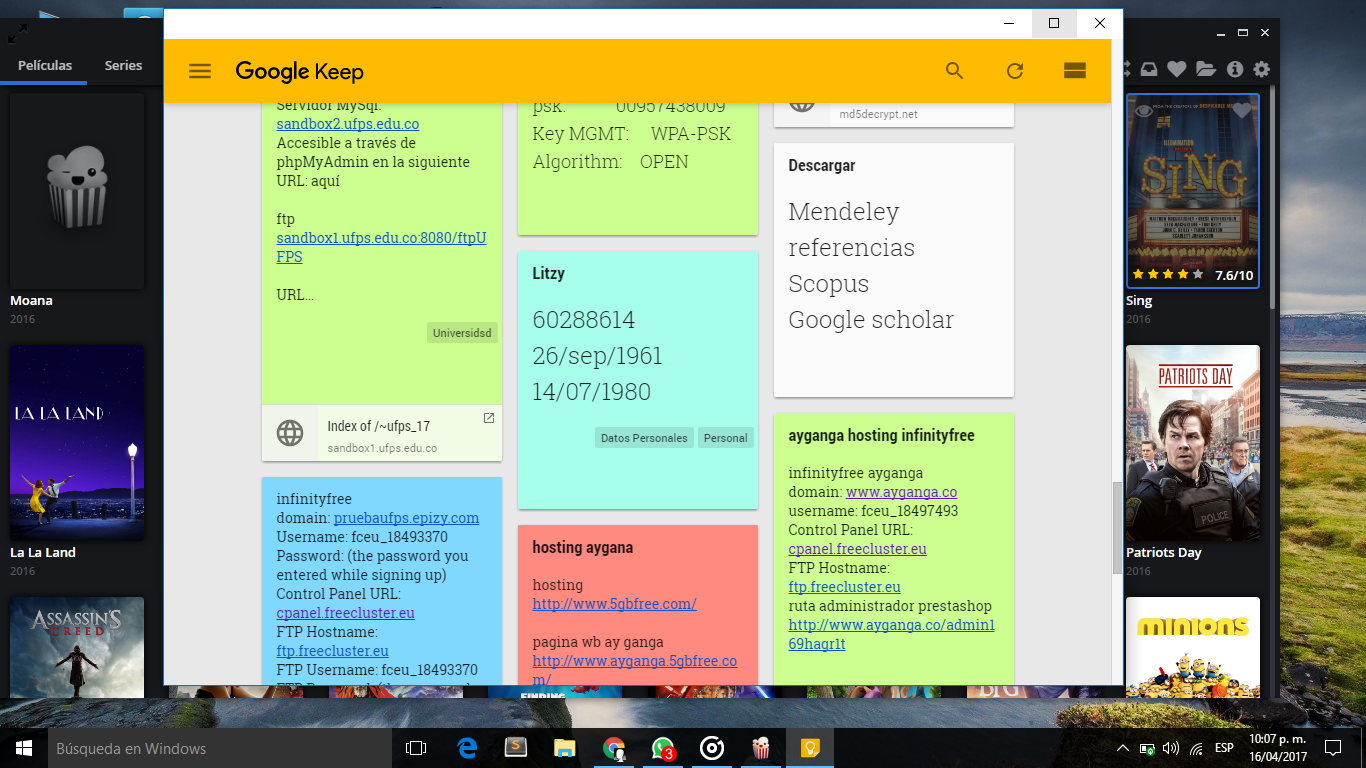 Películas
Series
Moana
2016
LA LA LAND
La La Land
2016
ASSASSIN'S
CREED
Google Keep
Servidor MySql:
sandbox2.ufps.edu.co
Accesible a través de
phpMyAdmin en la siguiente
URL: aquí
ftp
sandbox1.ufps.edu.co:8080/ftpU
FPS
URL...
Universidsd
Index of /~ufps_17
sandbox1.ufps.edu.co
infinityfree
domain: pruebaufps.epizy.com
Username: fceu_18493370
Password: (the password you
entered while signing up)
Control Panel URL:
cpanel.freecluster.eu
FTP Hostname:
ftp.freecluster.eu
FTP Username: fceu_18493370
psk: 00957438009
Key MGMT: WPA-PSK
Algorithm: OPEN
Litzy
60288614
26/sep/1961
14/07/1980
Datos Personales
Personal
hosting aygana
hosting
http://www.5gbfree.com/
pagina wb ay ganga
http://www.ayganga.5gbfree.co
m/
md5decrypt.net
Descargar
Mendeley
referencias
Scopus
Google scholar
ayganga hosting infinityfree
infinityfree ayganga
domain: www.ayganga.co
username: fceu_18497493
Control Panel URL:
cpanel.freecluster.eu
FTP Hostname:
ftp.freecluster.eu
ruta administrador prestashop
http://www.ayganga.co/admin1
69hagr1t
SING
7.6/10
Sing
2016
PATRIOTS DAY
POLICE
Patriots Day
2016
MINIONS
FINDING
Búsqueda en Windows
3
ESP
10:07 p. m.
16/04/2017